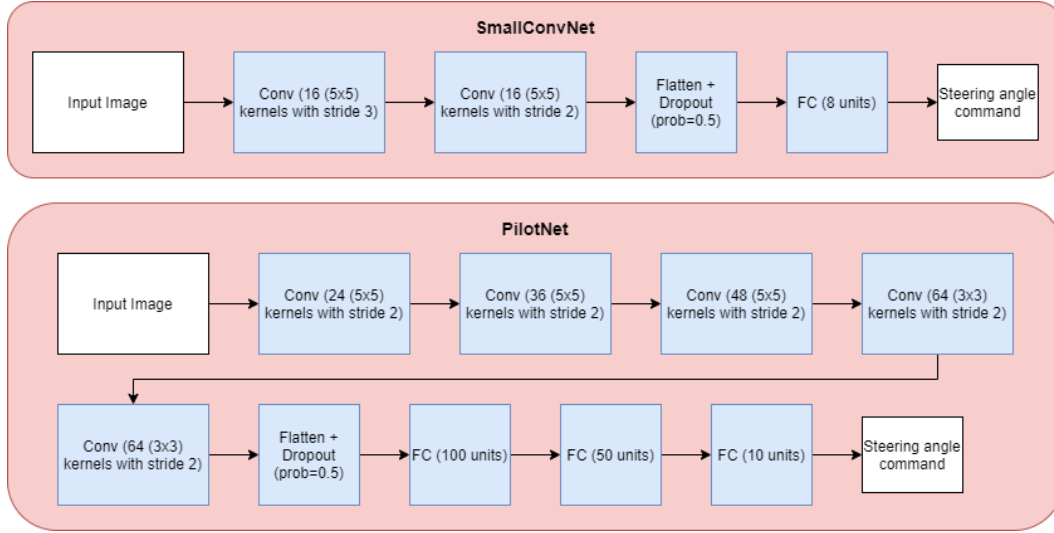 SmallConvNet
Input Image
Conv (16 (5x5)
kernels with stride 3)
Conv (16 (5x5)
kernels with stride 2)
Flatten +
Dropout
(prob=0.5)
FC (8 units)
Steering angle
command
PilotNet
Input Image
Conv (24 (5x5)
kernels with stride 2)
Conv (36 (5x5)
kernels with stride 2)
Conv (48 (5x5)
kernels with stride 2)
Conv (64 (3x3)
kernels with stride 2)
Conv (64 (3x3)
kernels with stride 2)
Flatten +
Dropout
(prob=0.5)
FC (100 units)
FC (50 units)
FC (10 units)
Steering angle
command